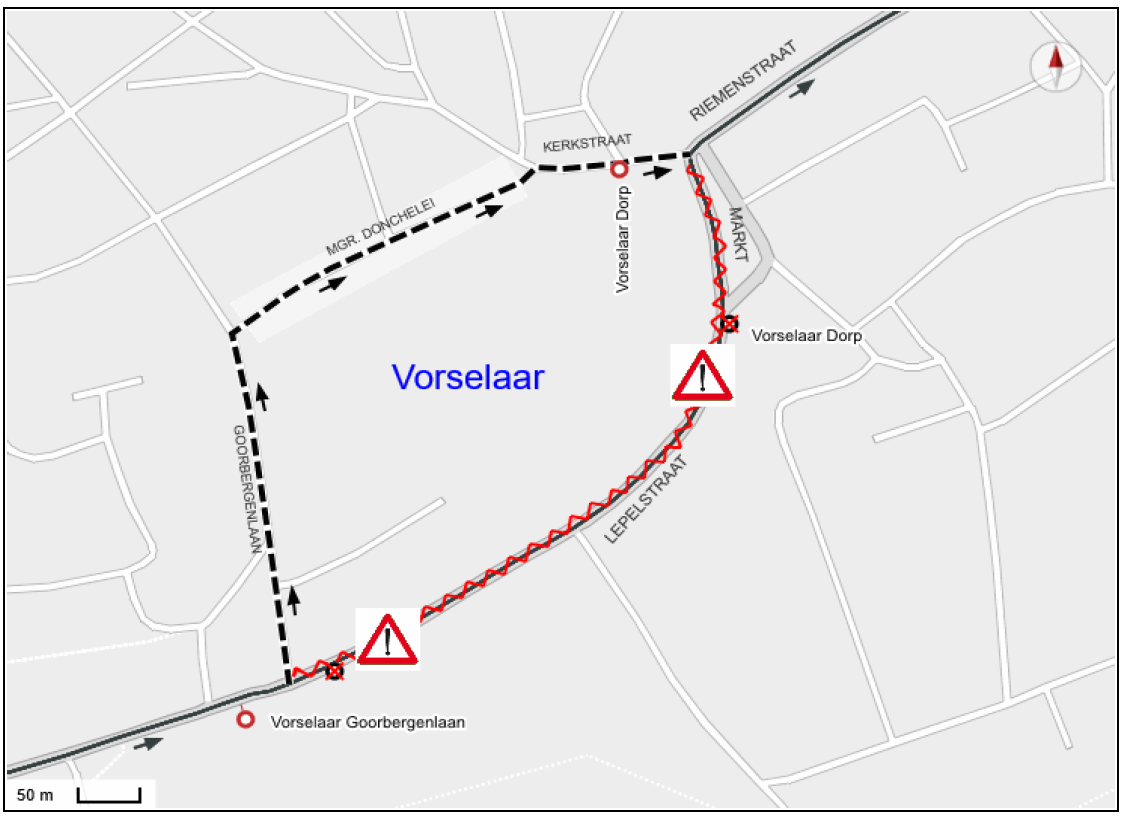 RIEMENSTRAAT
KERKSTRAAT
Vorselaar Dorp
MARKT
MGR. DONCHELEI
Vorselaar Dorp
Vorselaar
GOORBERGENLAAN
LEPELSTRAAT
Vorselaar Goorbergenlaan
50 m